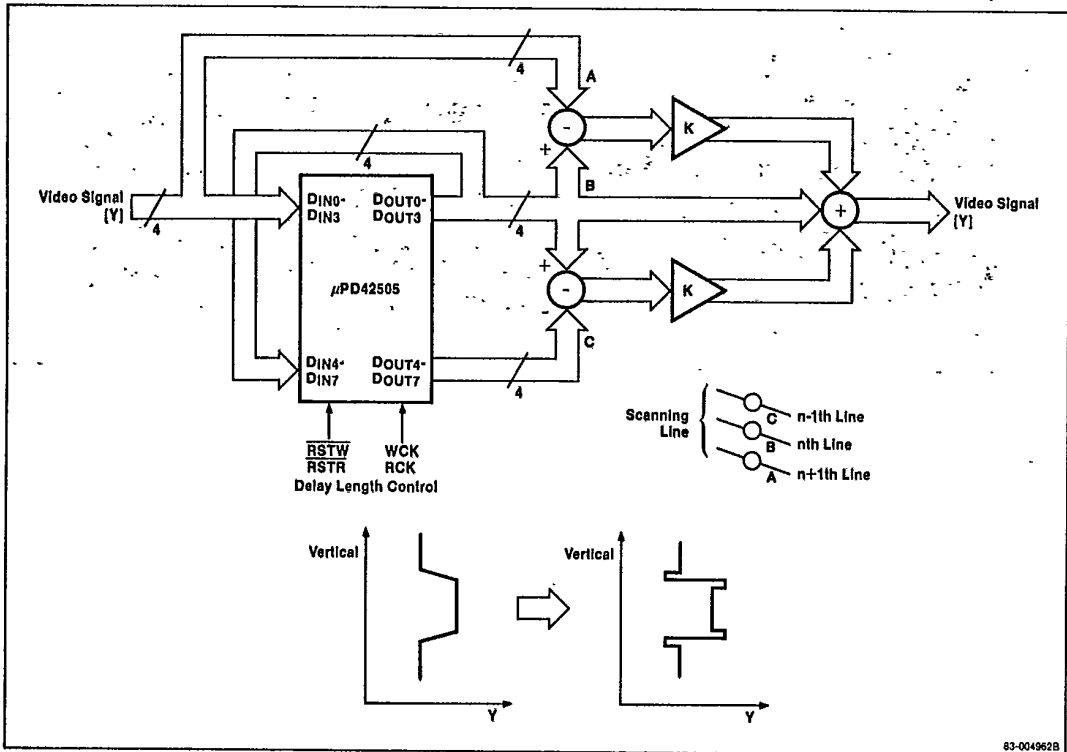 4
A
-
-
K
+
4
B
Video Signal
[Y]
4
DIN0-
DIN3
DOUT0-
DOUT3
4
+
Video Signal
[Y]
μPD42505
+
-
K
-
C
DIN4-
DIN7
DOUT4-
DOUT7
4
RSTW
RSTR
WCK
RCK
Delay Length Control
Scanning
Line
C n-1th Line
B nth Line
A n+1th Line
Vertical
Y
Vertical
Y
83-004962B